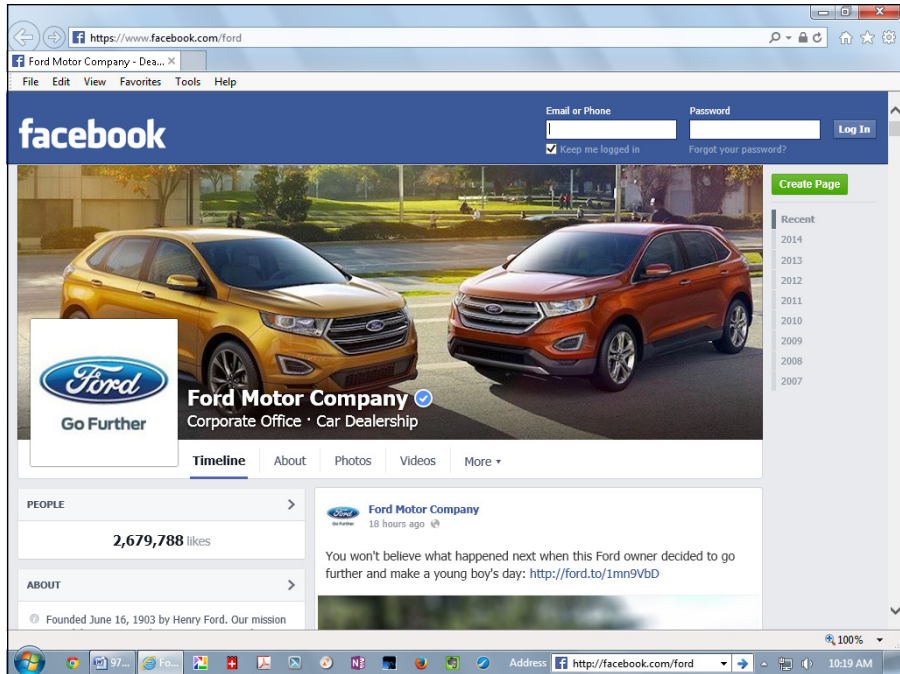 https://www.facebook.com/ford
Ford Motor Company - Dea...
File Edit View Favorites Tools Help
facebook
Email or Phone
Password
Log In
Keep me logged in
Forgot your password?
Create Page
Recent
2014
2013
2012
2011
2010
2009
2008
2007
Ford
Go Further
Ford Motor Company
Corporate Office · Car Dealership
Timeline About Photos Videos More
PEOPLE
2,679,788 likes
ABOUT
Founded June 16, 1903 by Henry Ford. Our mission
Ford Motor Company
18 hours ago
You won't believe what happened next when this Ford owner decided to go
further and make a young boy's day: http://ford.to/1mn9VbD
100%
97... Fo... Address http://facebook.com/ford 10:19 AM